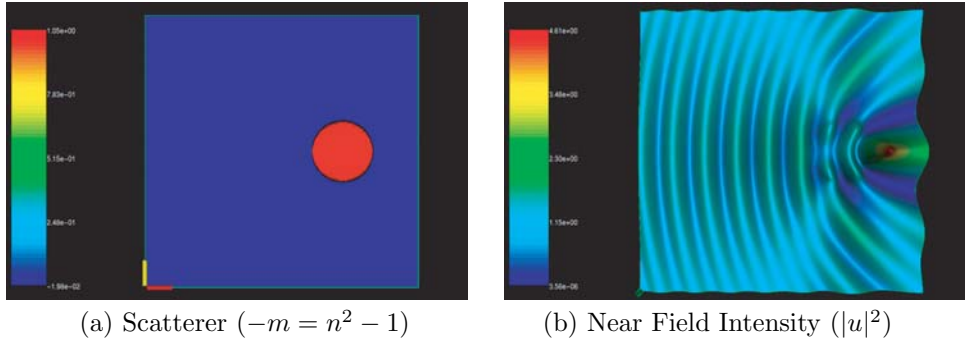 1.05e+00
7.83e-01
5.15e-01
2.48e-01
-1.98e-02
4.61e+00
3.48e+00
2.30e+00
1.15e+00
3.56e-06
(a) Scatterer (−m = n² − 1)
(b) Near Field Intensity (|u|²)